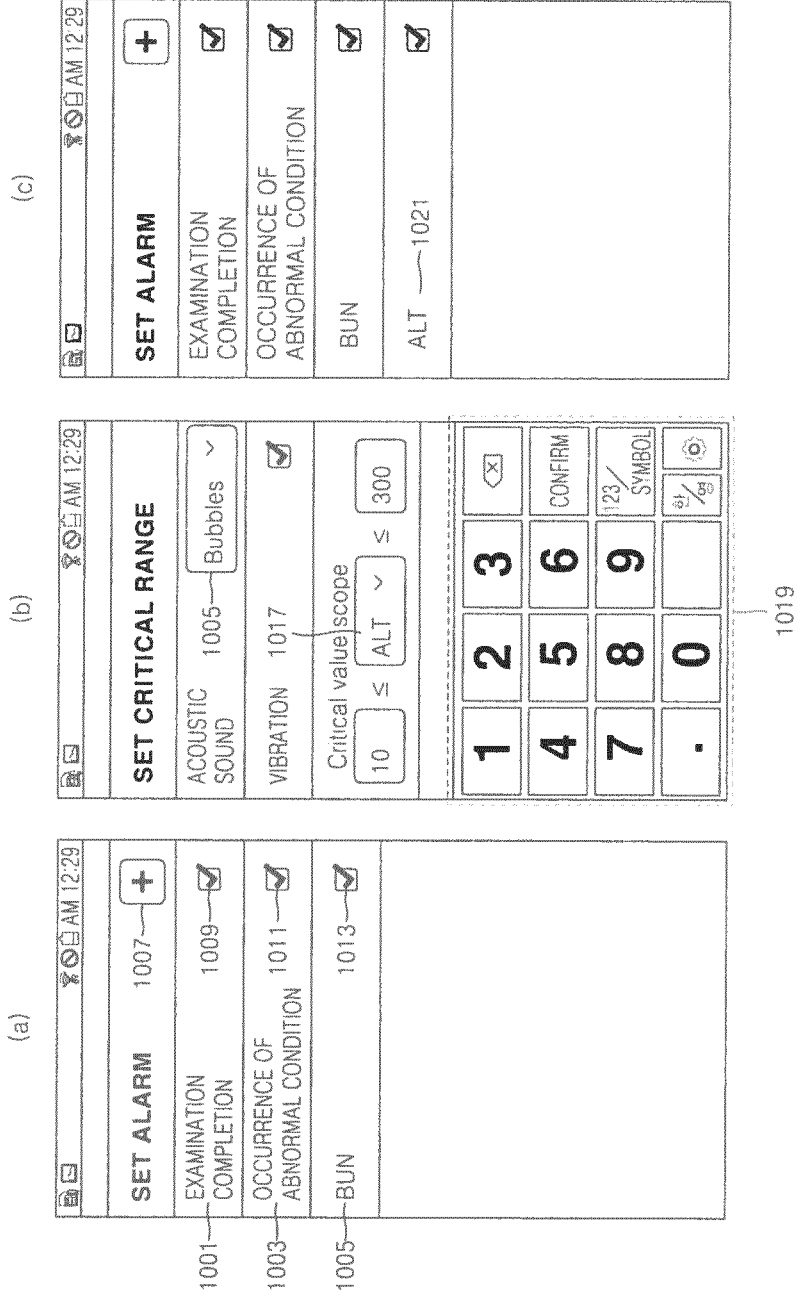 (a)
AM 12:29
SET ALARM
1007
+
1001
EXAMINATION
COMPLETION
1009
1003
OCCURRENCE OF
ABNORMAL CONDITION
1011
1005
BUN
1013
(b)
AM 12:29
SET CRITICAL RANGE
ACOUSTIC
SOUND
1005
Bubbles
VIBRATION
1017
Critical value scope
10 ≤ ALT ≤ 300
1 2 3
4 5 6 CONFIRM
7 8 9 123/
SYMBOL
. 0 한/영
1019
(c)
AM 12:29
SET ALARM
+
EXAMINATION
COMPLETION
OCCURRENCE OF
ABNORMAL CONDITION
BUN
ALT
1021